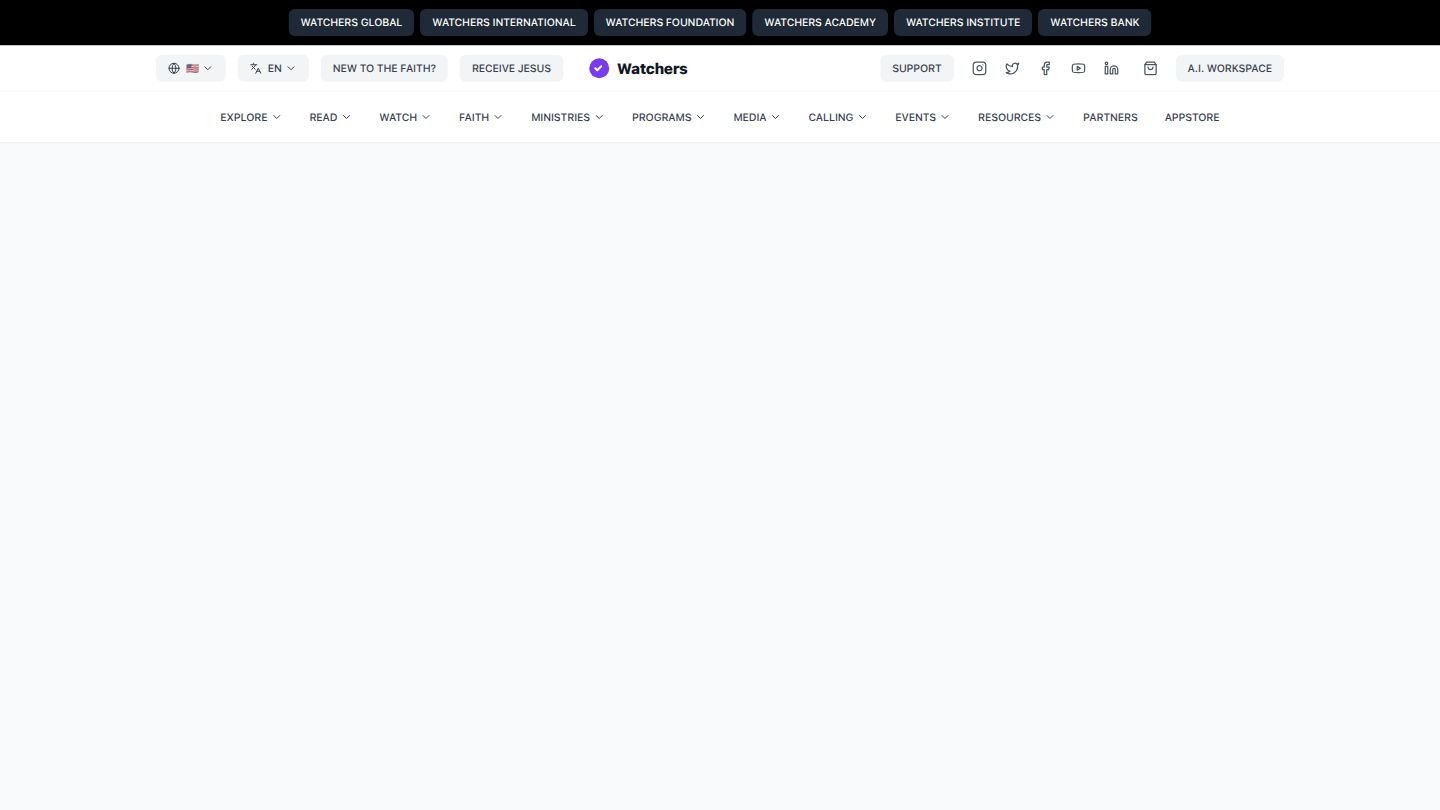 WATCHERS GLOBAL WATCHERS INTERNATIONAL WATCHERS FOUNDATION WATCHERS ACADEMY WATCHERS INSTITUTE WATCHERS BANK
EN NEW TO THE FAITH? RECEIVE JESUS Watchers SUPPORT A.I. WORKSPACE
EXPLORE READ WATCH FAITH MINISTRIES PROGRAMS MEDIA CALLING EVENTS RESOURCES PARTNERS APPSTORE